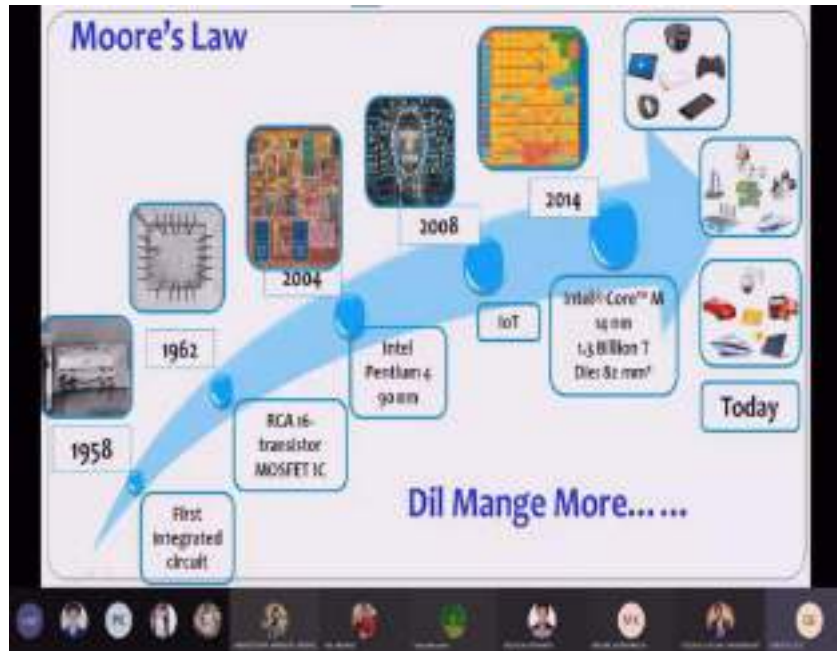 Moore's Law
1958
First
integrated
circuit
1962
RCA 16-
transistor
MOSFET IC
2004
Intel
Pentium 4
90 nm
2008
IoT
2014
Intel® Core™ M
14 nm
1.3 Billion T
Die: 82 mm²
Today
Dil Mange More......
PC